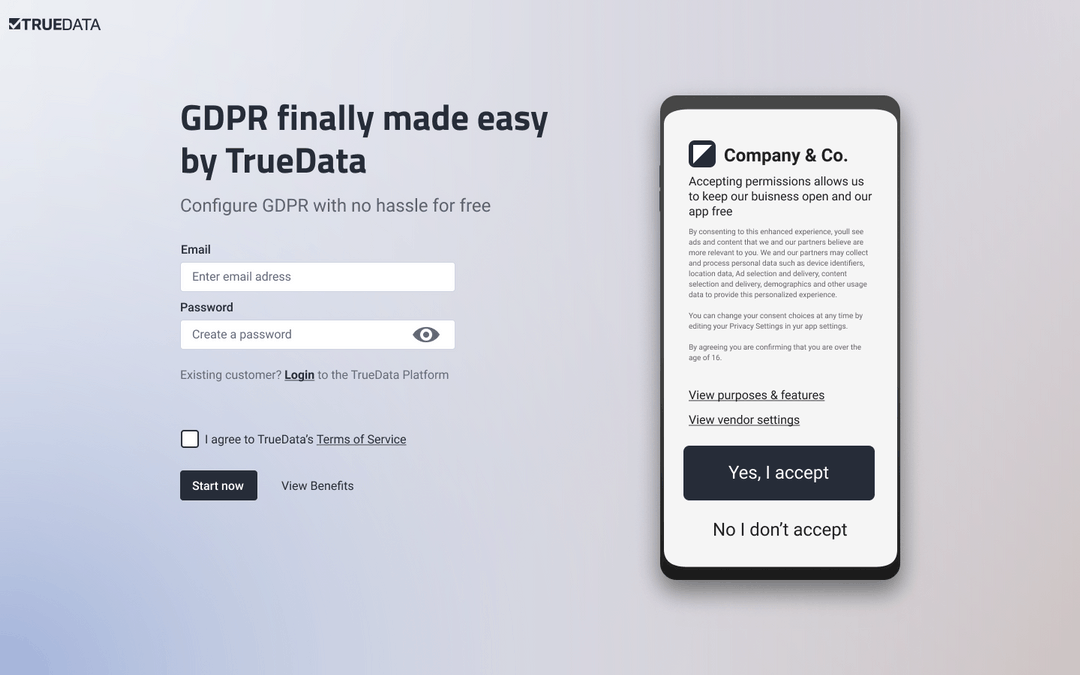 TRUEDATA
GDPR finally made easy
by TrueData
Configure GDPR with no hassle for free
Email
Enter email adress
Password
Create a password
Existing customer? Login to the TrueData Platform
I agree to TrueData's Terms of Service
Start now
View Benefits
Company & Co.
Accepting permissions allows us
to keep our buisness open and our
app free
By consenting to this enhanced experience, youll see
ads and content that we and our partners believe are
more relevant to you. We and our partners may collect
and process personal data such as device identifiers,
location data, Ad selection and delivery, content
selection and delivery, demographics and other usage
data to provide this personalized experience.
You can change your consent choices at any time by
editing your Privacy Settings in yur app settings.
By agreeing you are confirming that you are over the
age of 16.
View purposes & features
View vendor settings
Yes, I accept
No I don't accept